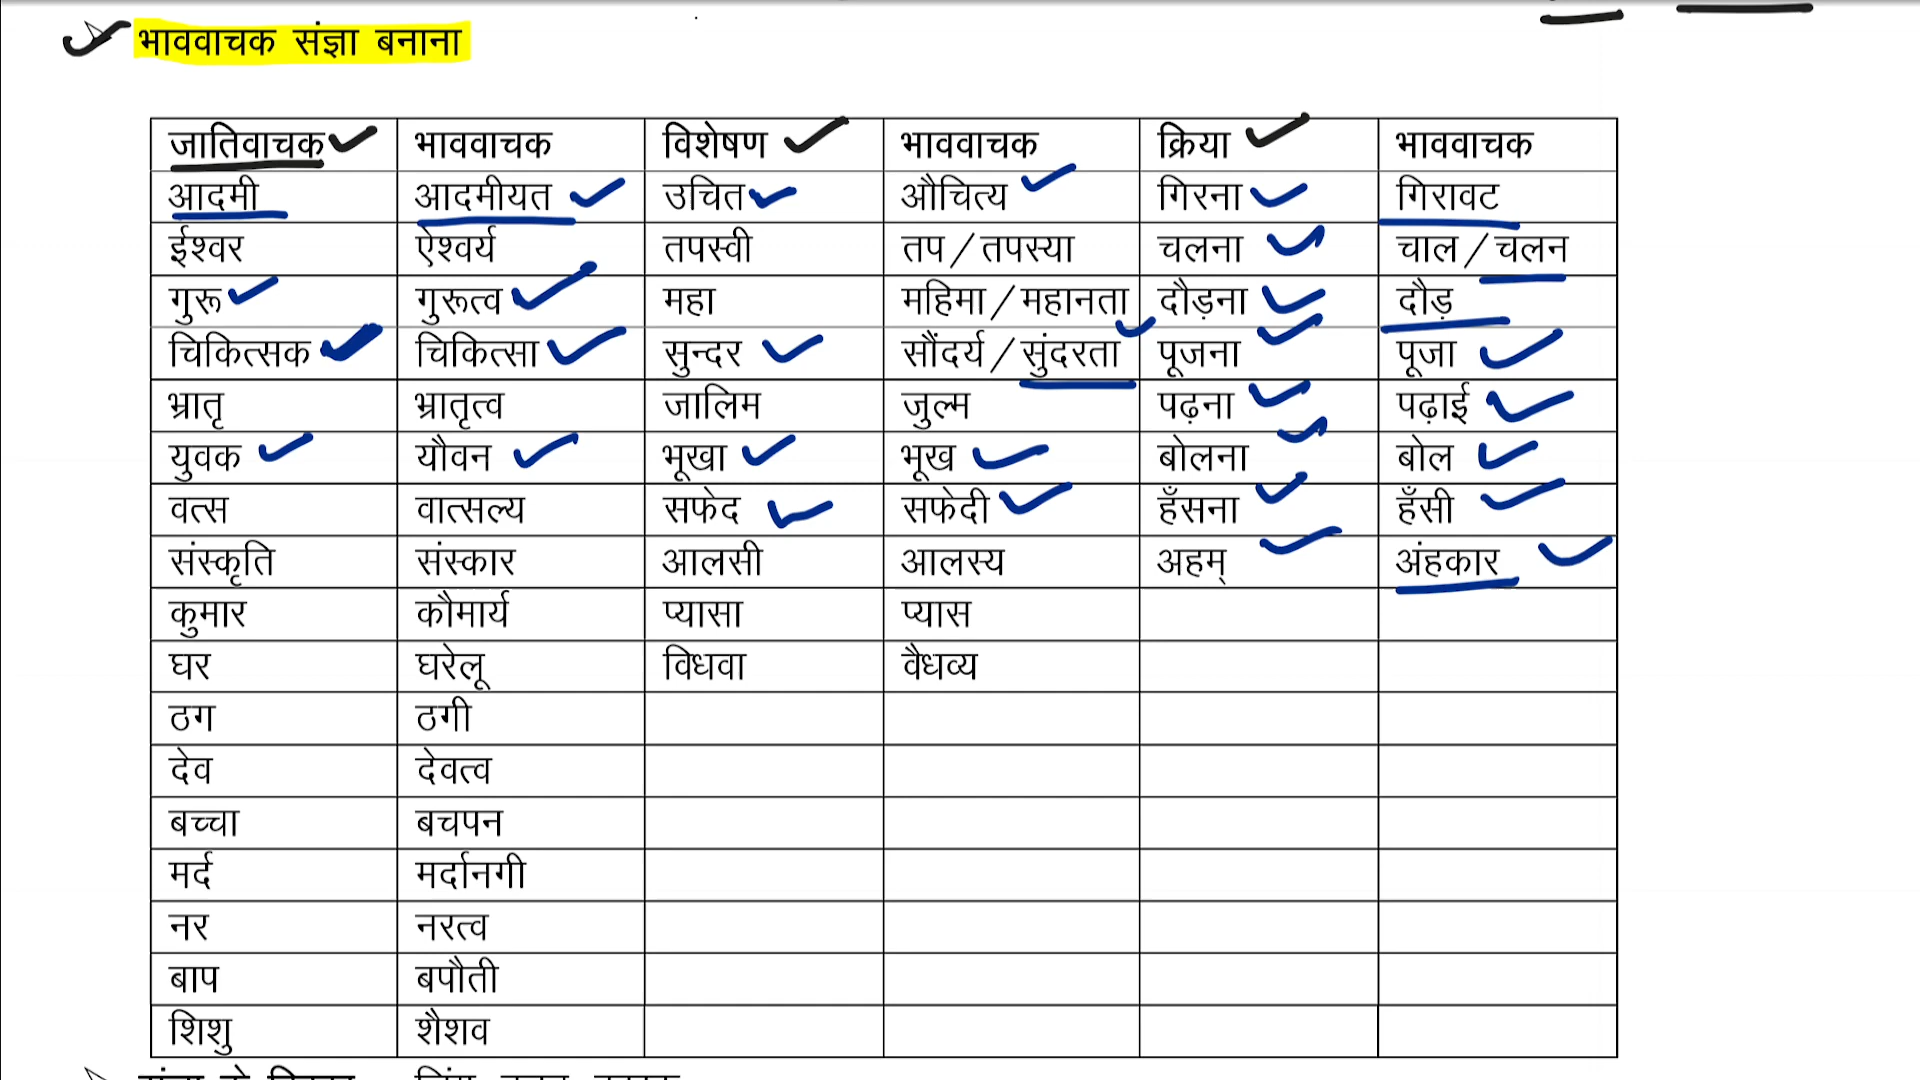 भाववाचक संज्ञा बनाना
जातिवाचक भाववाचक विशेषण भाववाचक क्रिया भाववाचक
आदमी आदमीयत उचित औचित्य गिरना गिरावट
ईश्वर ऐश्वर्य तपस्वी तप/तपस्या चलना चाल/चलन
गुरू गुरूत्व महा महिमा/महानता दौड़ना दौड़
चिकित्सक चिकित्सा सुन्दर सौंदर्य/सुंदरता पूजना पूजा
भ्रातृ भ्रातृत्व जालिम जुल्म पढ़ना पढ़ाई
युवक यौवन भूखा भूख बोलना बोल
वत्स वात्सल्य सफेद सफेदी हँसना हँसी
संस्कृति संस्कार आलसी आलस्य अहम् अंहकार
कुमार कौमार्य प्यासा प्यास
घर घरेलू विधवा वैधव्य
ठग ठगी
देव देवत्व
बच्चा बचपन
मर्द मर्दानगी
नर नरत्व
बाप बपौती
शिशु शैशव